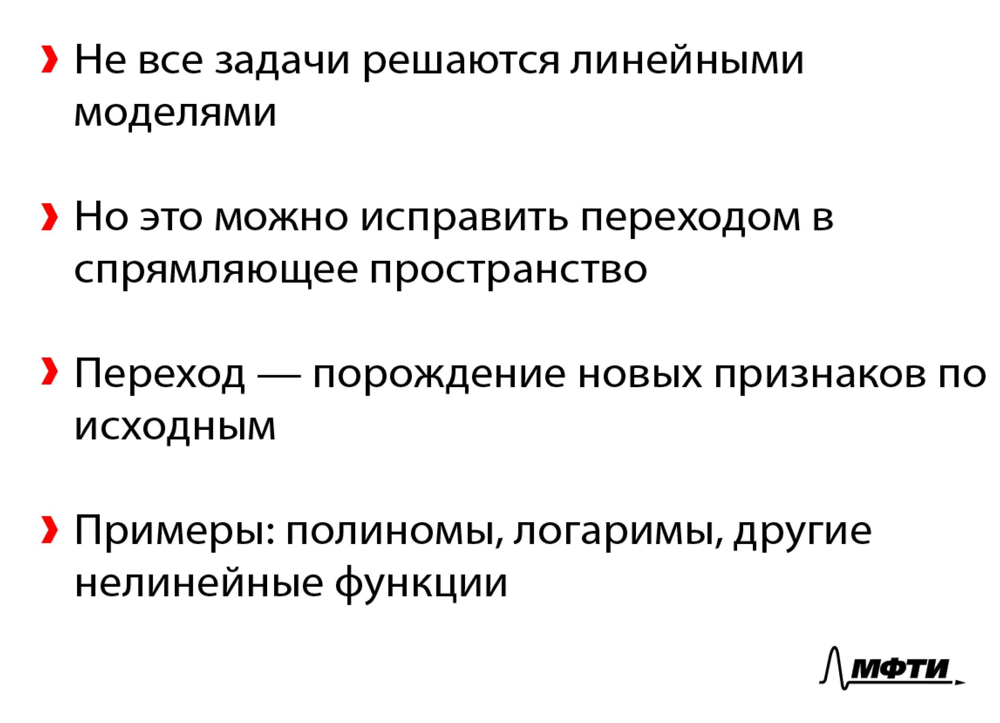 Не все задачи решаются линейными
моделями
Но это можно исправить переходом в
спрямляющее пространство
Переход — порождение новых признаков по
исходным
Примеры: полиномы, логаримы, другие
нелинейные функции
МФТИ